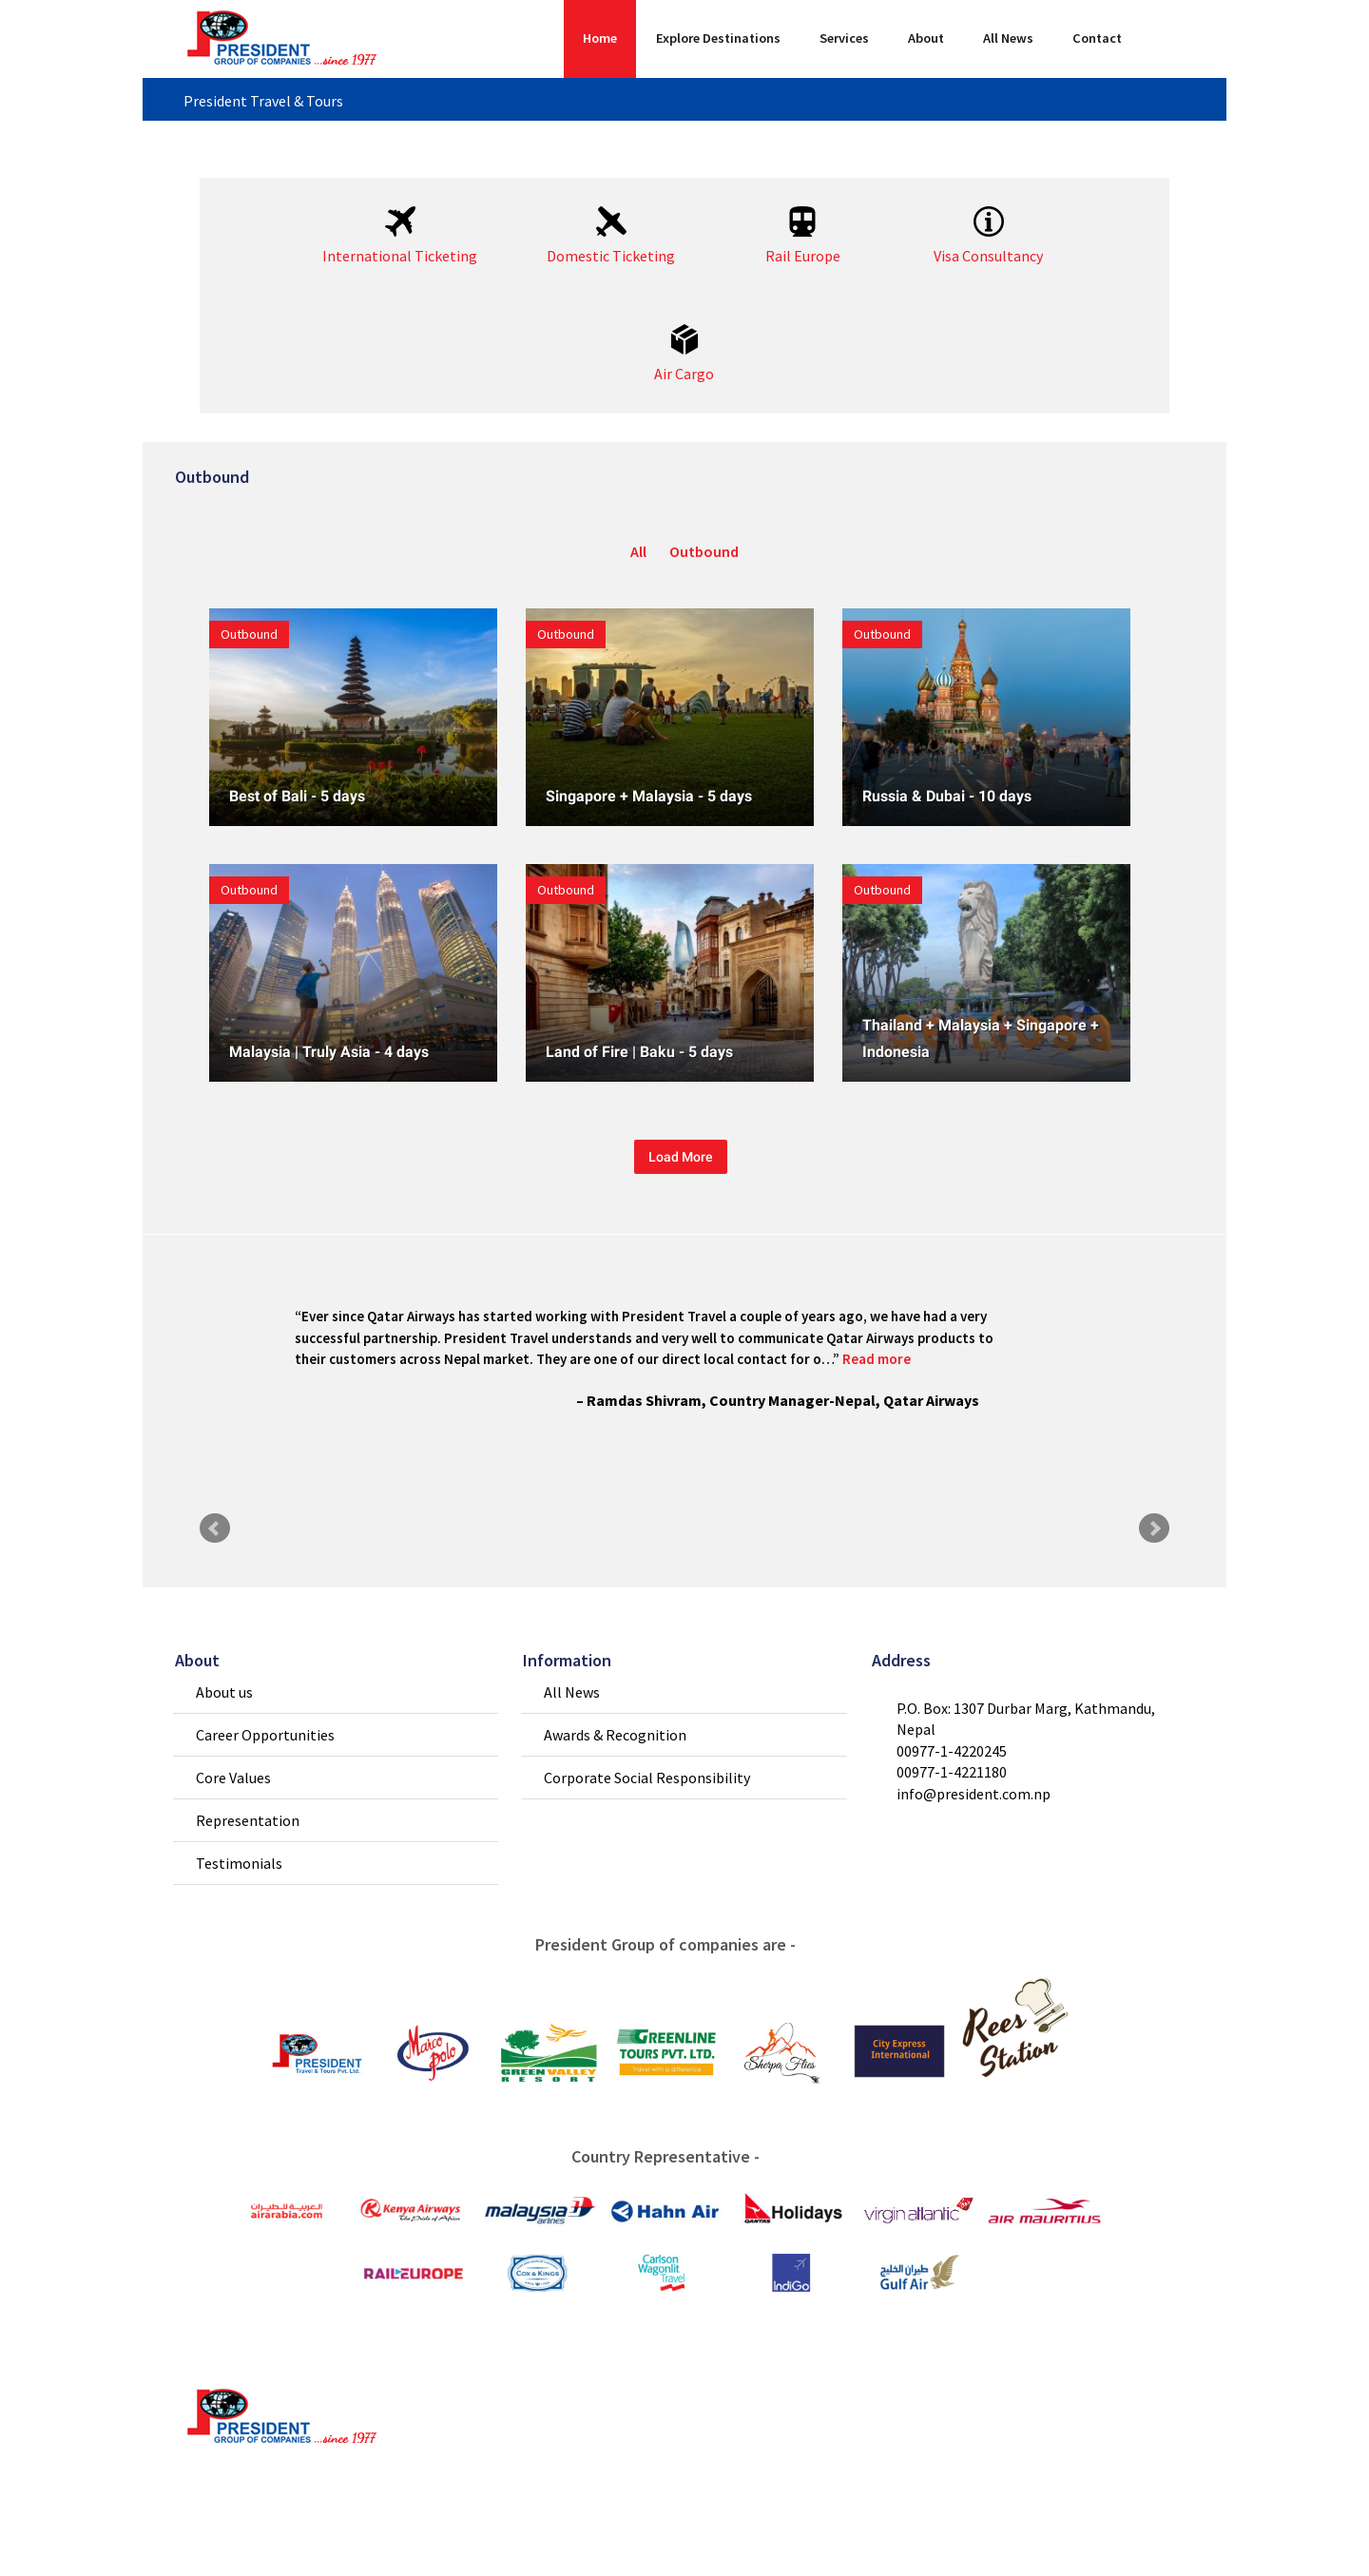 PRESIDENT
GROUP OF COMPANIES ...since 1977
Home Explore Destinations Services About All News Contact
President Travel & Tours
International Ticketing Domestic Ticketing Rail Europe Visa Consultancy
Air Cargo
Outbound
All Outbound
Outbound Outbound Outbound
Best of Bali - 5 days Singapore + Malaysia - 5 days Russia & Dubai - 10 days
Outbound Outbound Outbound
Malaysia | Truly Asia - 4 days Land of Fire | Baku - 5 days Thailand + Malaysia + Singapore +
Indonesia
Load More
“Ever since Qatar Airways has started working with President Travel a couple of years ago, we have had a very
successful partnership. President Travel understands and very well to communicate Qatar Airways products to
their customers across Nepal market. They are one of our direct local contact for o…” Read more
– Ramdas Shivram, Country Manager-Nepal, Qatar Airways
About
About us
Career Opportunities
Core Values
Representation
Testimonials
Information
All News
Awards & Recognition
Corporate Social Responsibility
Address
P.O. Box: 1307 Durbar Marg, Kathmandu,
Nepal
00977-1-4220245
00977-1-4221180
info@president.com.np
President Group of companies are -
PRESIDENT
Travel & Tours Pvt. Ltd.
Marco
Polo
GREEN VALLEY
RESORT
GREENLINE
TOURS PVT. LTD.
Travel with a difference
Sherpa Flies
City Express
International
Rees
Station
Country Representative -
العربية للطيران
airarabia.com
Kenya Airways
The Pride of Africa
malaysia
airlines
Hahn Air
QANTAS Holidays
virgin atlantic
AIR MAURITIUS
RAILEUROPE
COX & KINGS
Carlson
Wagonlit
Travel
IndiGo
طيران الخليج
Gulf Air
PRESIDENT
GROUP OF COMPANIES ...since 1977